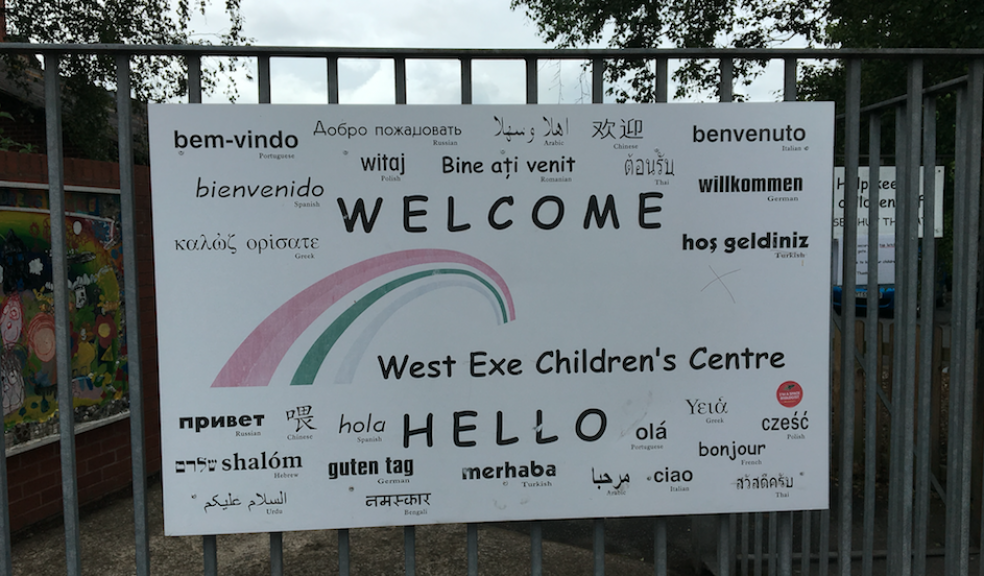 bem-vindo
Portuguese
Добро пожаловать
Russian
اهلا وسهلا
Arabic
欢迎
Chinese
benvenuto
Italian
witaj
Polish
Bine ați venit
Romanian
ต้อนรับ
Thai
bienvenido
Spanish
willkommen
German
WELCOME
καλὼζ ορίσατε
Greek
hoş geldiniz
Turkish
West Exe Children's Centre
привет
Russian
喂
Chinese
hola
Spanish
HELLO
olá
Portuguese
Υειά
Greek
cześć
Polish
שלום shalóm
Hebrew
guten tag
German
merhaba
Turkish
مرحبا
Arabic
ciao
Italian
bonjour
French
สวัสดีครับ
Thai
السلام عليكم
Urdu
नमस्कार
Bengali
Help
SHUT